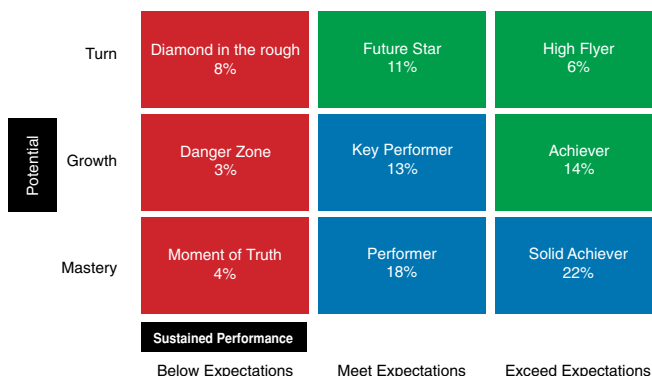 Turn
Diamond in the rough
8%
Future Star
11%
High Flyer
6%
Potential
Growth
Danger Zone
3%
Key Performer
13%
Achiever
14%
Mastery
Moment of Truth
4%
Performer
18%
Solid Achiever
22%
Sustained Performance
Below Expectations
Meet Expectations
Exceed Expectations